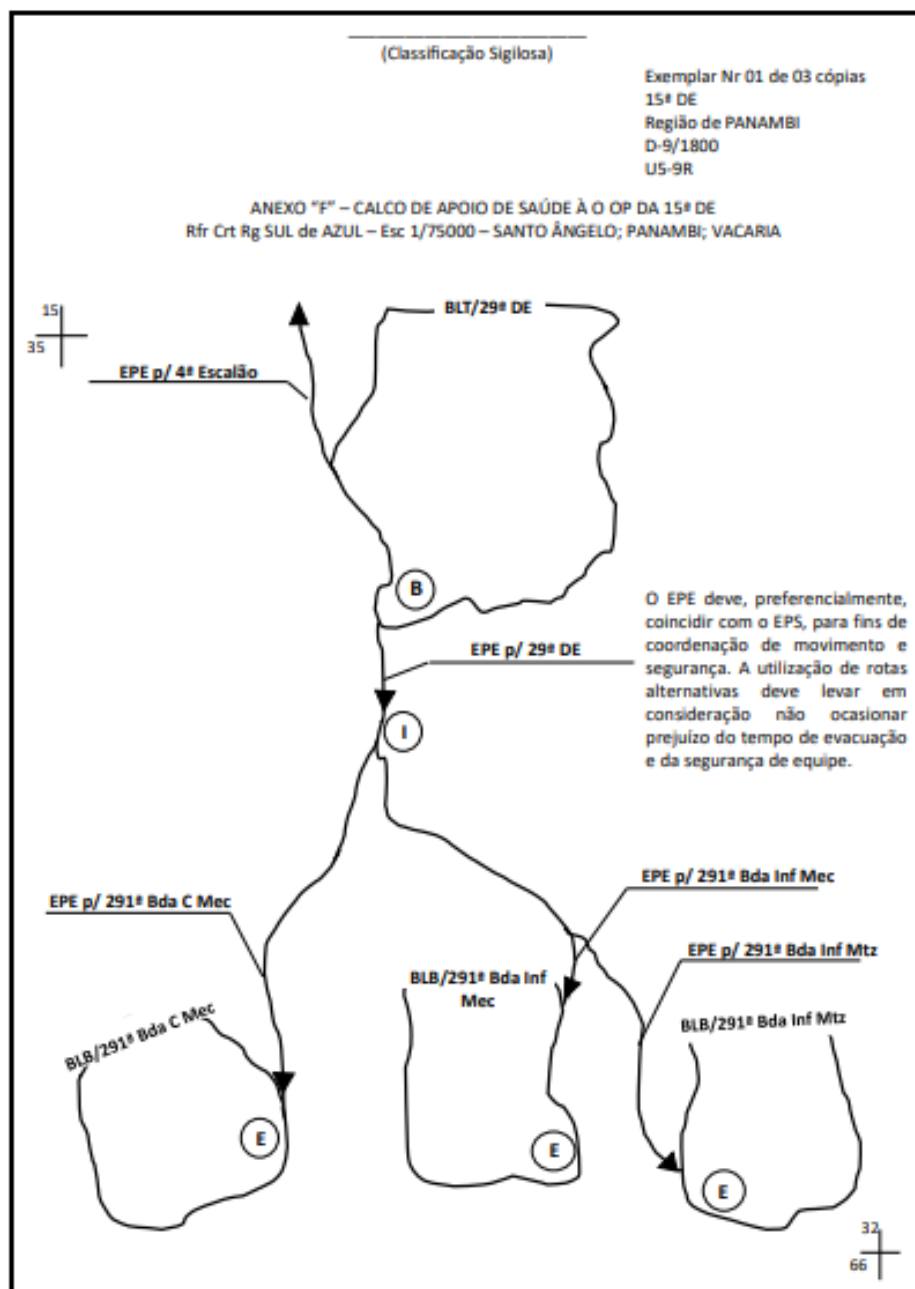 (Classificação Sigilosa)
Exemplar Nr 01 de 03 cópias
15ª DE
Região de PANAMBI
D-9/1800
U5-9R
ANEXO “F” – CALCO DE APOIO DE SAÚDE À O OP DA 15ª DE
Rfr Crt Rg SUL de AZUL – Esc 1/75000 – SANTO ÂNGELO; PANAMBI; VACARIA
15
35
BLT/29ª DE
EPE p/ 4º Escalão
B
O EPE deve, preferencialmente,
coincidir com o EPS, para fins de
coordenação de movimento e
segurança. A utilização de rotas
alternativas deve levar em
consideração não ocasionar
prejuízo do tempo de evacuação
e da segurança de equipe.
EPE p/ 29ª DE
I
EPE p/ 291ª Bda Inf Mec
EPE p/ 291ª Bda C Mec
EPE p/ 291ª Bda Inf Mtz
BLB/291ª Bda C Mec
BLB/291ª Bda Inf
Mec
BLB/291ª Bda Inf Mtz
E
E
E
32
66